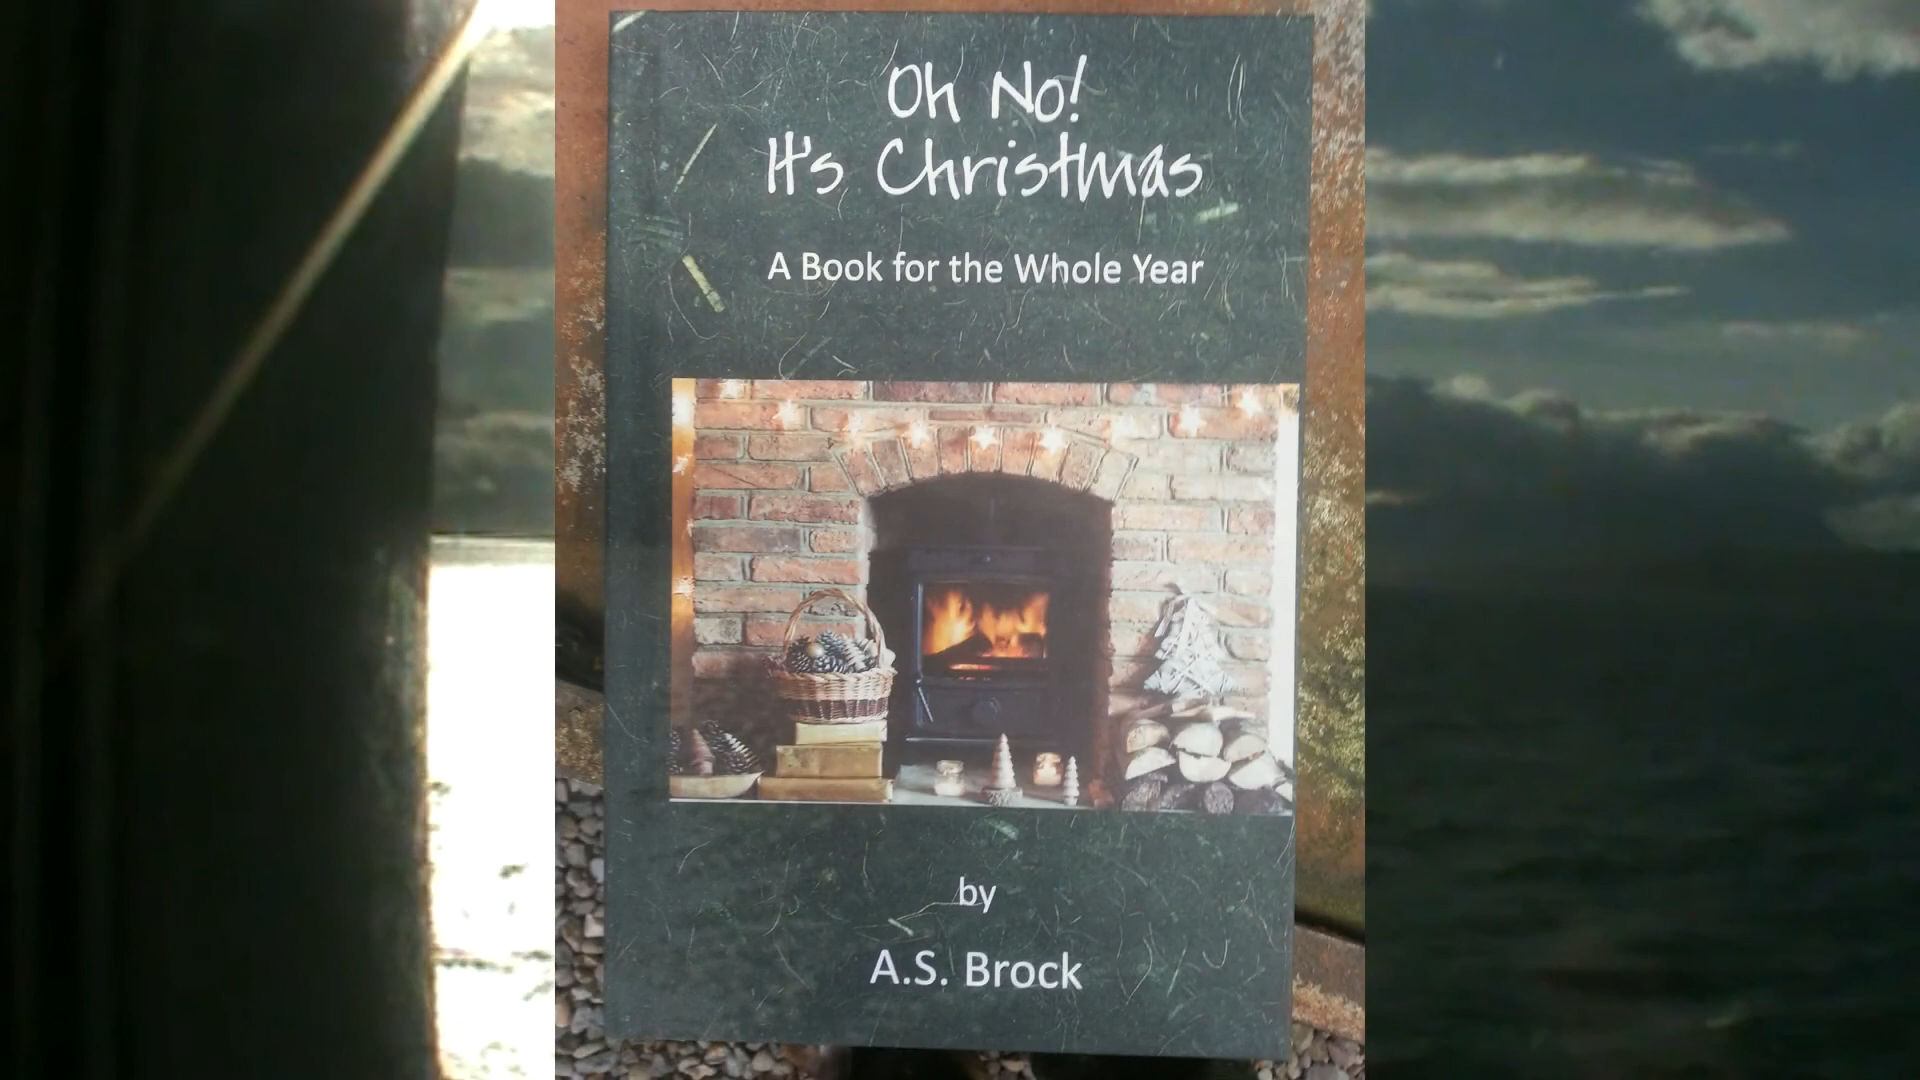 Oh No!
It's Christmas
A Book for the Whole Year
by
A.S. Brock